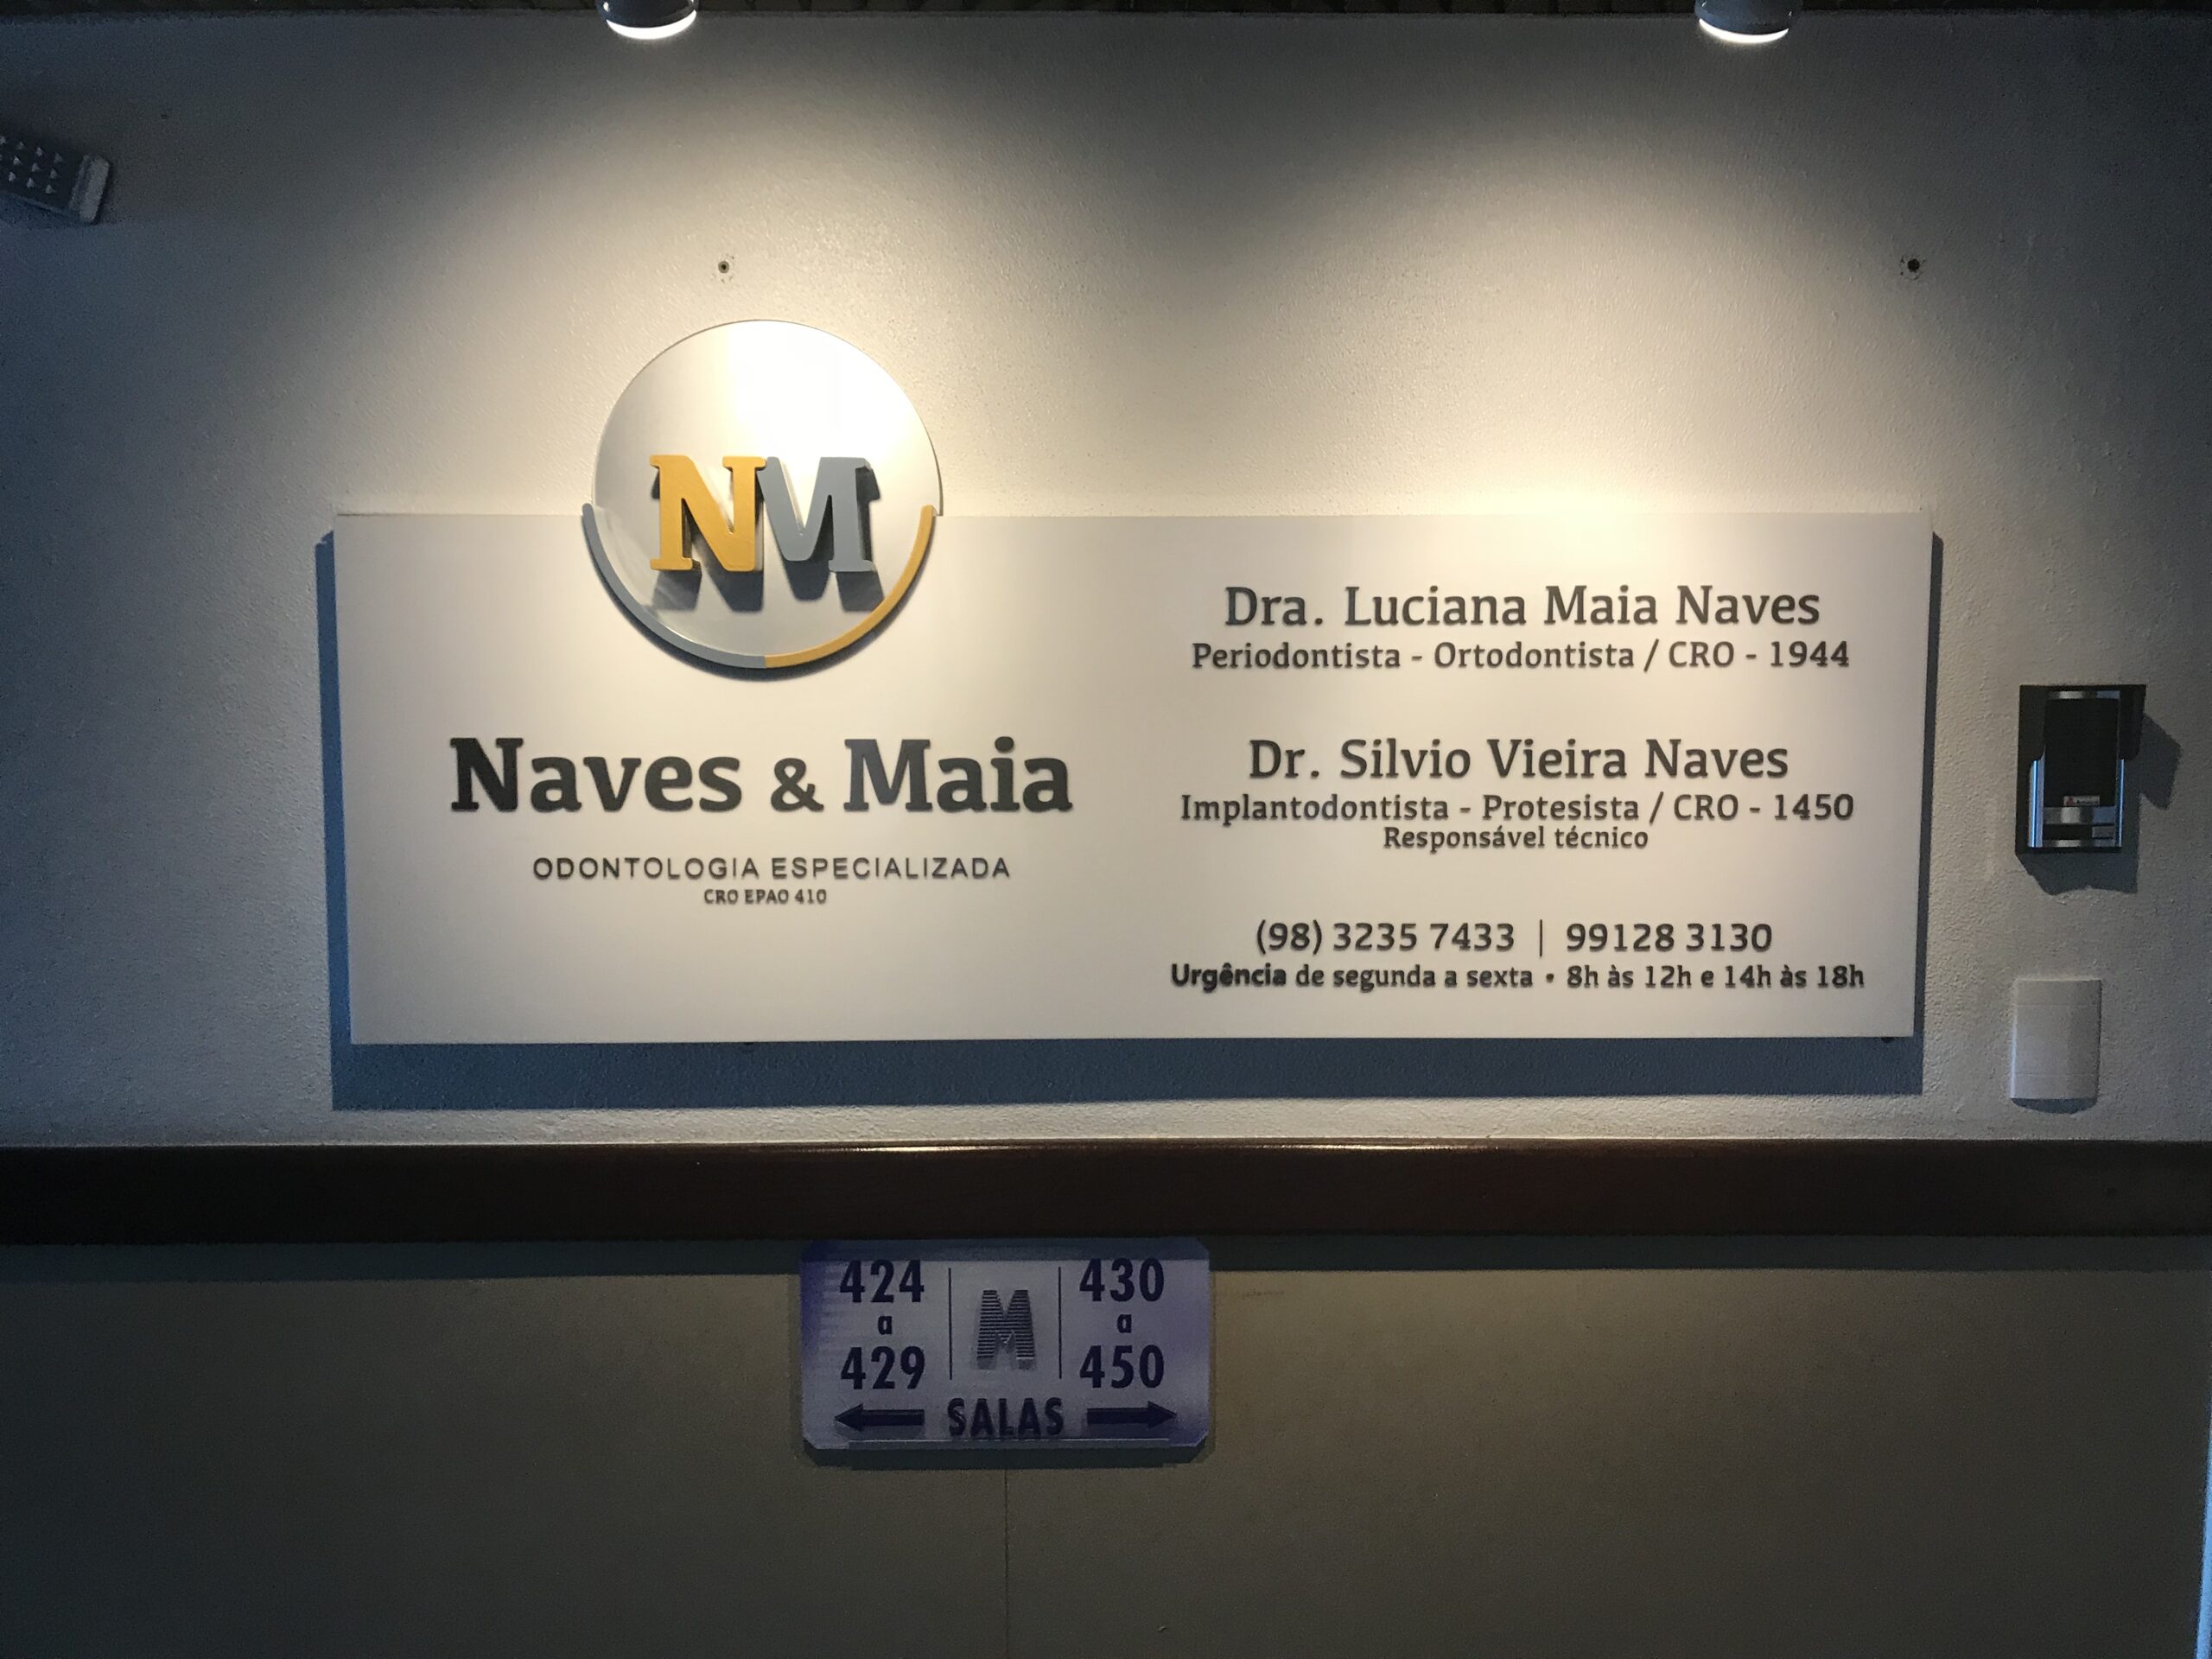 NM
Naves & Maia
ODONTOLOGIA ESPECIALIZADA
CRO EPAO 410
Dra. Luciana Maia Naves
Periodontista - Ortodontista / CRO - 1944
Dr. Silvio Vieira Naves
Implantodontista - Protesista / CRO - 1450
Responsável técnico
(98) 3235 7433 | 99128 3130
Urgência de segunda a sexta • 8h às 12h e 14h às 18h
424 a 429
M
430 a 450
SALAS